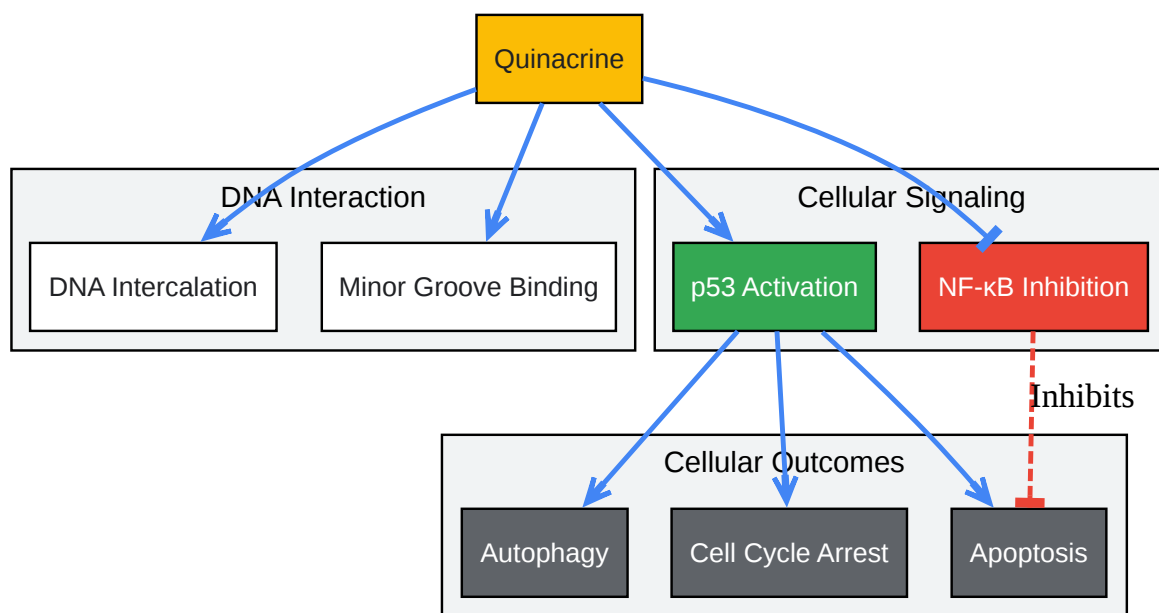 Quinacrine
DNA Interaction
Cellular Signaling
DNA Intercalation
Minor Groove Binding
p53 Activation
NF-κB Inhibition
Inhibits
Cellular Outcomes
Autophagy
Cell Cycle Arrest
Apoptosis